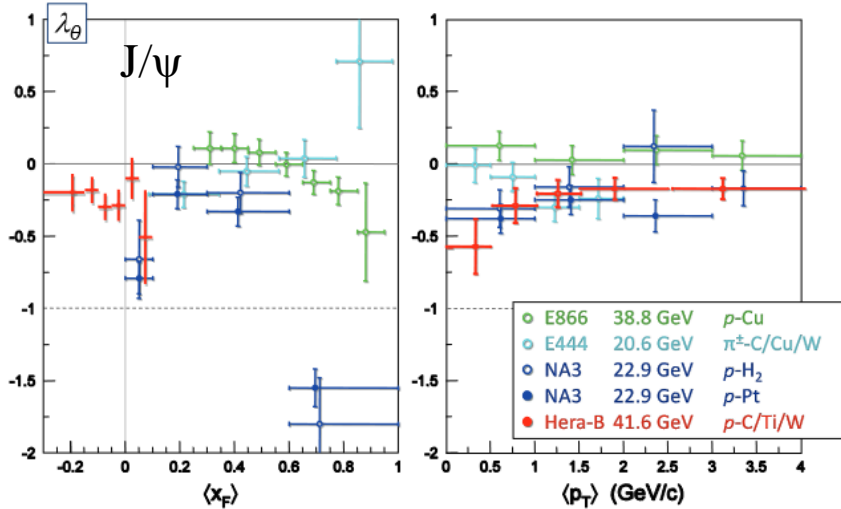 λθ
J/ψ
1
0.5
0
-0.5
-1
-1.5
-2
-0.2 0 0.2 0.4 0.6 0.8 1
⟨xF⟩
1
0.5
0
-0.5
-1
-1.5
-2
E866 38.8 GeV p-Cu
E444 20.6 GeV π±-C/Cu/W
NA3 22.9 GeV p-H₂
NA3 22.9 GeV p-Pt
Hera-B 41.6 GeV p-C/Ti/W
0 0.5 1 1.5 2 2.5 3 3.5 4
⟨pT⟩ (GeV/c)